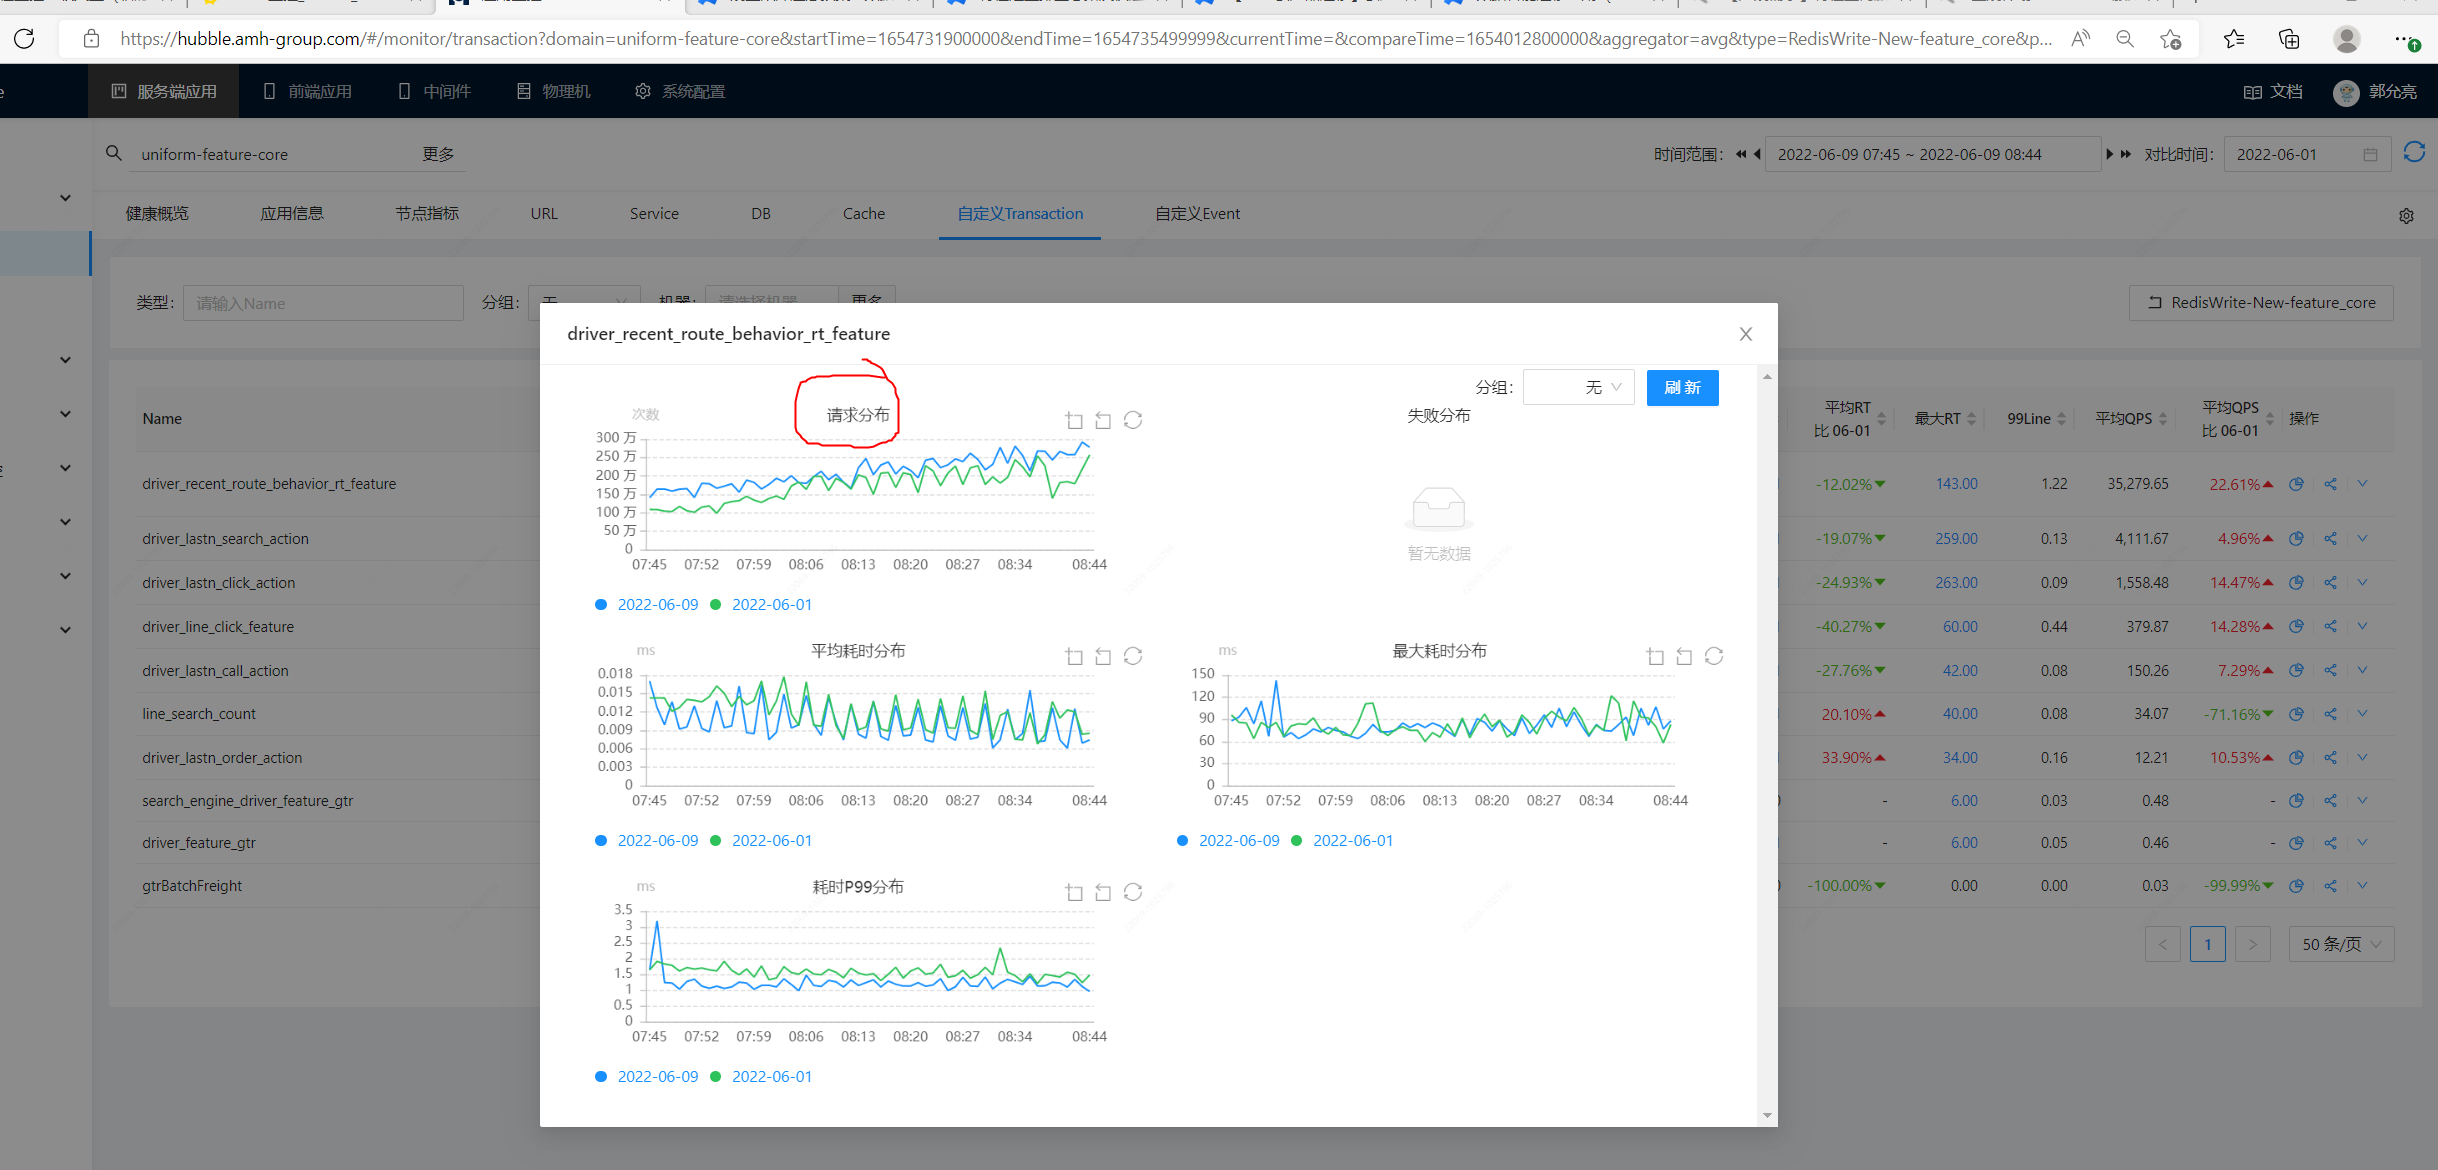 https://hubble.amh-group.com/#/monitor/transaction?domain=uniform-feature-core&startTime=1654731900000&endTime=1654735499999&currentTime=&compareTime=1654012800000&aggregator=avg&type=RedisWrite-New-feature_core&p...
服务端应用 前端应用 中间件 物理机 系统配置 文档 郭允亮
uniform-feature-core 更多 时间范围: 2022-06-09 07:45 ~ 2022-06-09 08:44 对比时间: 2022-06-01
健康概览 应用信息 节点指标 URL Service DB Cache 自定义Transaction 自定义Event
类型: 请输入Name 分组: 无 机器: 请选择机器 更多 RedisWrite-New-feature_core
driver_recent_route_behavior_rt_feature
分组: 无 刷 新
Name 平均RT 比 06-01 最大RT 99Line 平均QPS 平均QPS 比 06-01 操作
driver_recent_route_behavior_rt_feature -12.02% 143.00 1.22 35,279.65 22.61%
driver_lastn_search_action -19.07% 259.00 0.13 4,111.67 4.96%
driver_lastn_click_action -24.93% 263.00 0.09 1,558.48 14.47%
driver_line_click_feature -40.27% 60.00 0.44 379.87 14.28%
driver_lastn_call_action -27.76% 42.00 0.08 150.26 7.29%
line_search_count 20.10% 40.00 0.08 34.07 -71.16%
driver_lastn_order_action 33.90% 34.00 0.16 12.21 10.53%
search_engine_driver_feature_gtr - 6.00 0.03 0.48 -
driver_feature_gtr - 6.00 0.05 0.46 -
gtrBatchFreight -100.00% 0.00 0.00 0.03 -99.99%
1 50 条/页
次数 请求分布
300 万
250 万
200 万
150 万
100 万
50 万
0
07:45 07:52 07:59 08:06 08:13 08:20 08:27 08:34 08:44
2022-06-09 2022-06-01
失败分布
暂无数据
ms 平均耗时分布
0.018
0.015
0.012
0.009
0.006
0.003
0
07:45 07:52 07:59 08:06 08:13 08:20 08:27 08:34 08:44
2022-06-09 2022-06-01
ms 最大耗时分布
150
120
90
60
30
0
07:45 07:52 07:59 08:06 08:13 08:20 08:27 08:34 08:44
2022-06-09 2022-06-01
ms 耗时P99分布
3.5
3
2.5
2
1.5
1
0.5
0
07:45 07:52 07:59 08:06 08:13 08:20 08:27 08:34 08:44
2022-06-09 2022-06-01